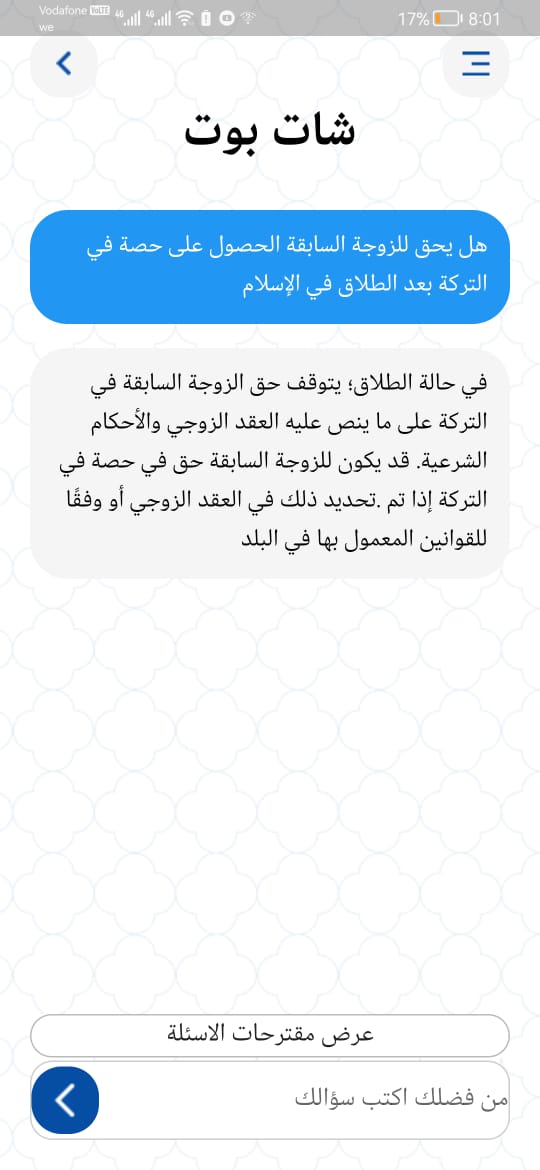 Vodafone VoLTE 4G 4G 17% 8:01
we
شات بوت
هل يحق للزوجة السابقة الحصول على حصة في
التركة بعد الطلاق في الإسلام
في حالة الطلاق؛ يتوقف حق الزوجة السابقة في
التركة على ما ينص عليه العقد الزوجي والأحكام
الشرعية. قد يكون للزوجة السابقة حق في حصة في
التركة إذا تم .تحديد ذلك في العقد الزوجي أو وفقًا
للقوانين المعمول بها في البلد
عرض مقترحات الاسئلة
من فضلك اكتب سؤالك